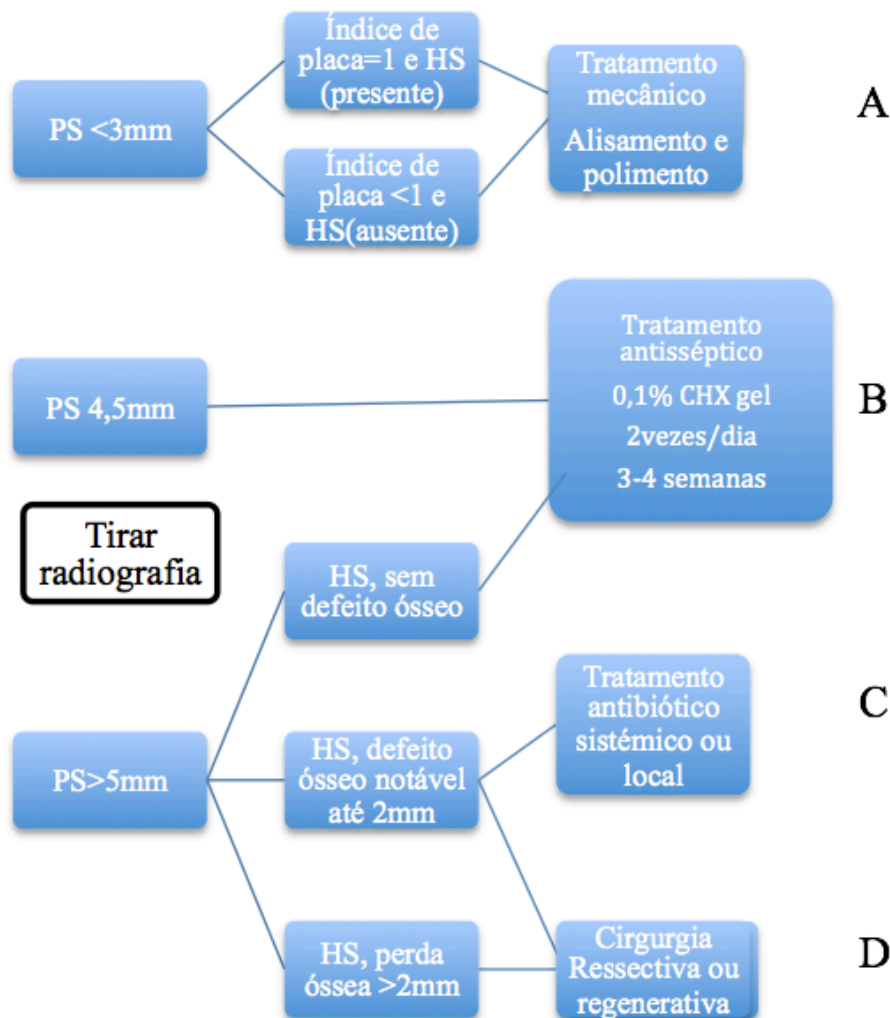 PS <3mm
Índice de
placa=1 e HS
(presente)
Índice de
placa <1 e
HS(ausente)
Tratamento
mecânico
Alisamento e
polimento
A
PS 4,5mm
Tratamento
antisséptico
0,1% CHX gel
2vezes/dia
3-4 semanas
B
Tirar
radiografia
PS>5mm
HS, sem
defeito ósseo
HS, defeito
ósseo notável
até 2mm
HS, perda
óssea >2mm
Tratamento
antibiótico
sistémico ou
local
C
Cirgurgia
Ressectiva ou
regenerativa
D